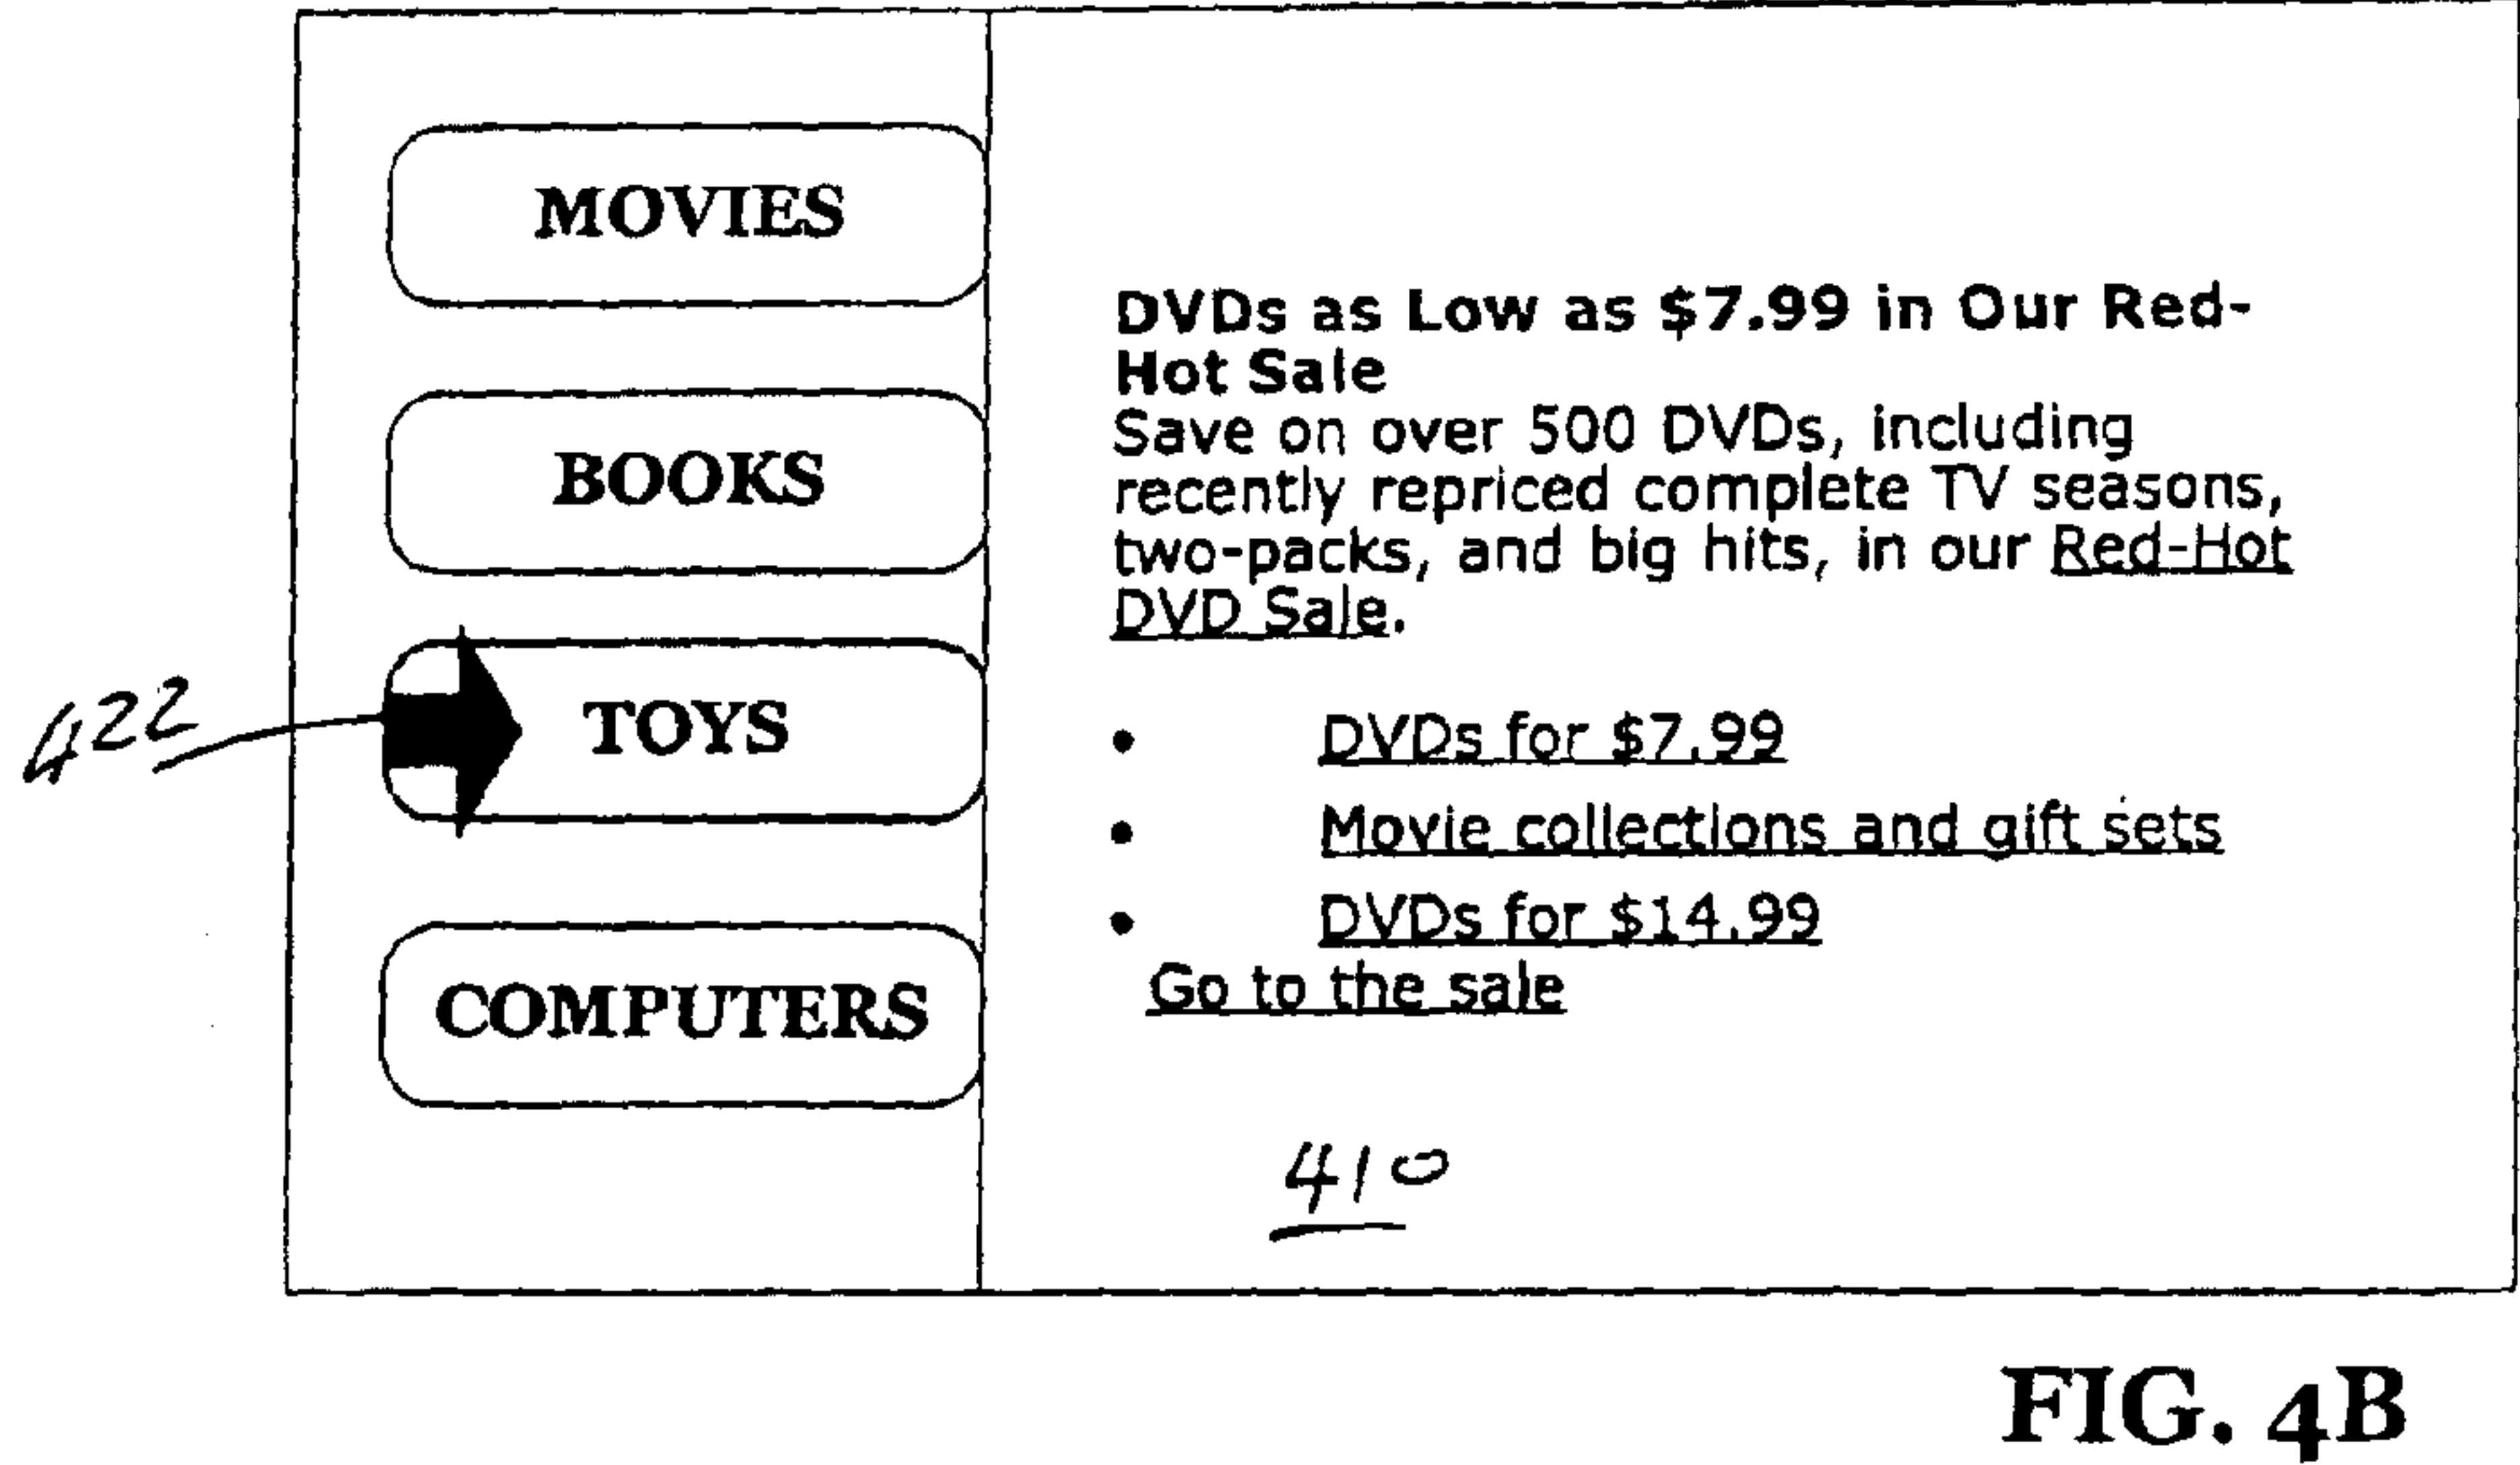 MOVIES
BOOKS
422
TOYS
COMPUTERS
DVDs as Low as $7.99 in Our Red-
Hot Sale
Save on over 500 DVDs, including
recently repriced complete TV seasons,
two-packs, and big hits, in our Red-Hot
DVD Sale.
• DVDs for $7.99
• Movie collections and gift sets
• DVDs for $14.99
Go to the sale
410
FIG. 4B